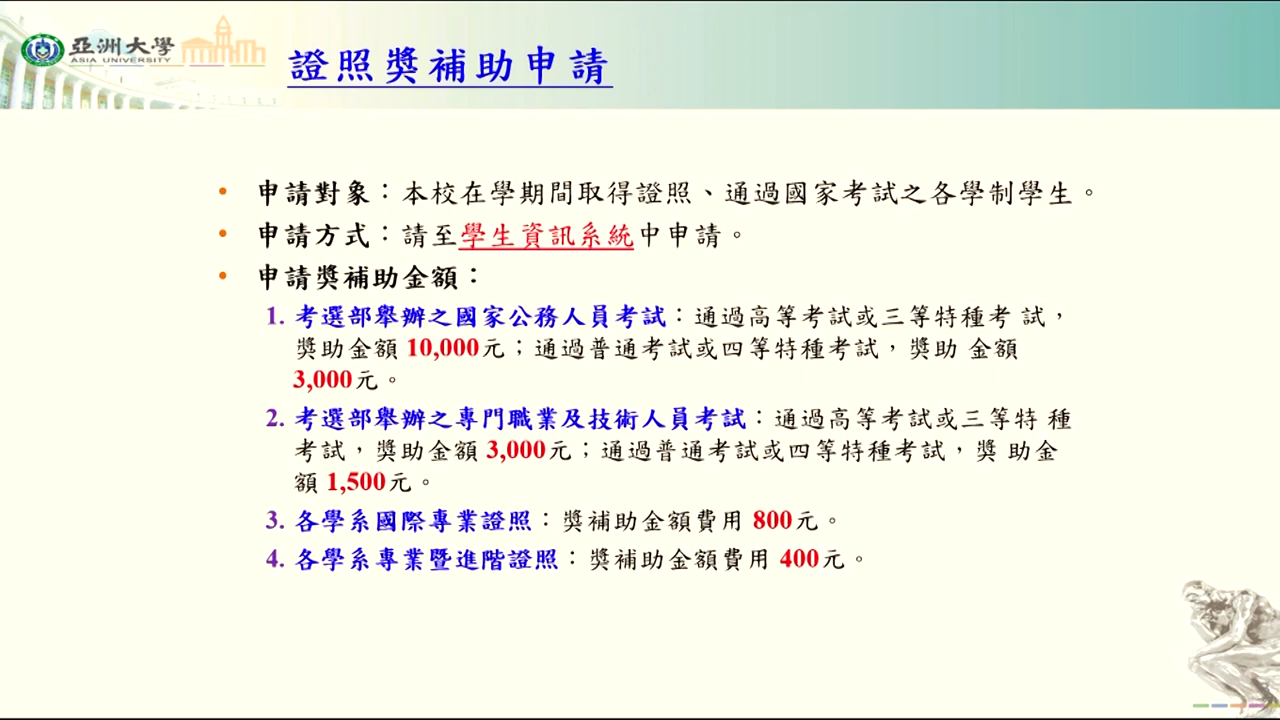 亞洲大學
ASIA UNIVERSITY
證照獎補助申請
• 申請對象：本校在學期間取得證照、通過國家考試之各學制學生。
• 申請方式：請至學生資訊系統中申請。
• 申請獎補助金額：
1. 考選部舉辦之國家公務人員考試：通過高等考試或三等特種考 試，
獎助金額 10,000元；通過普通考試或四等特種考試，獎助 金額
3,000元。
2. 考選部舉辦之專門職業及技術人員考試：通過高等考試或三等特 種
考試，獎助金額 3,000元；通過普通考試或四等特種考試，獎 助金
額 1,500元。
3. 各學系國際專業證照：獎補助金額費用 800元。
4. 各學系專業暨進階證照：獎補助金額費用 400元。